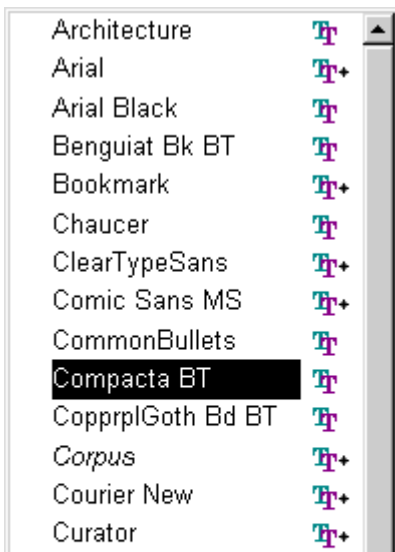 Architecture
Arial
Arial Black
Benguiat Bk BT
Bookmark
Chaucer
ClearTypeSans
Comic Sans MS
CommonBullets
Compacta BT
CopprplGoth Bd BT
Corpus
Courier New
Curator